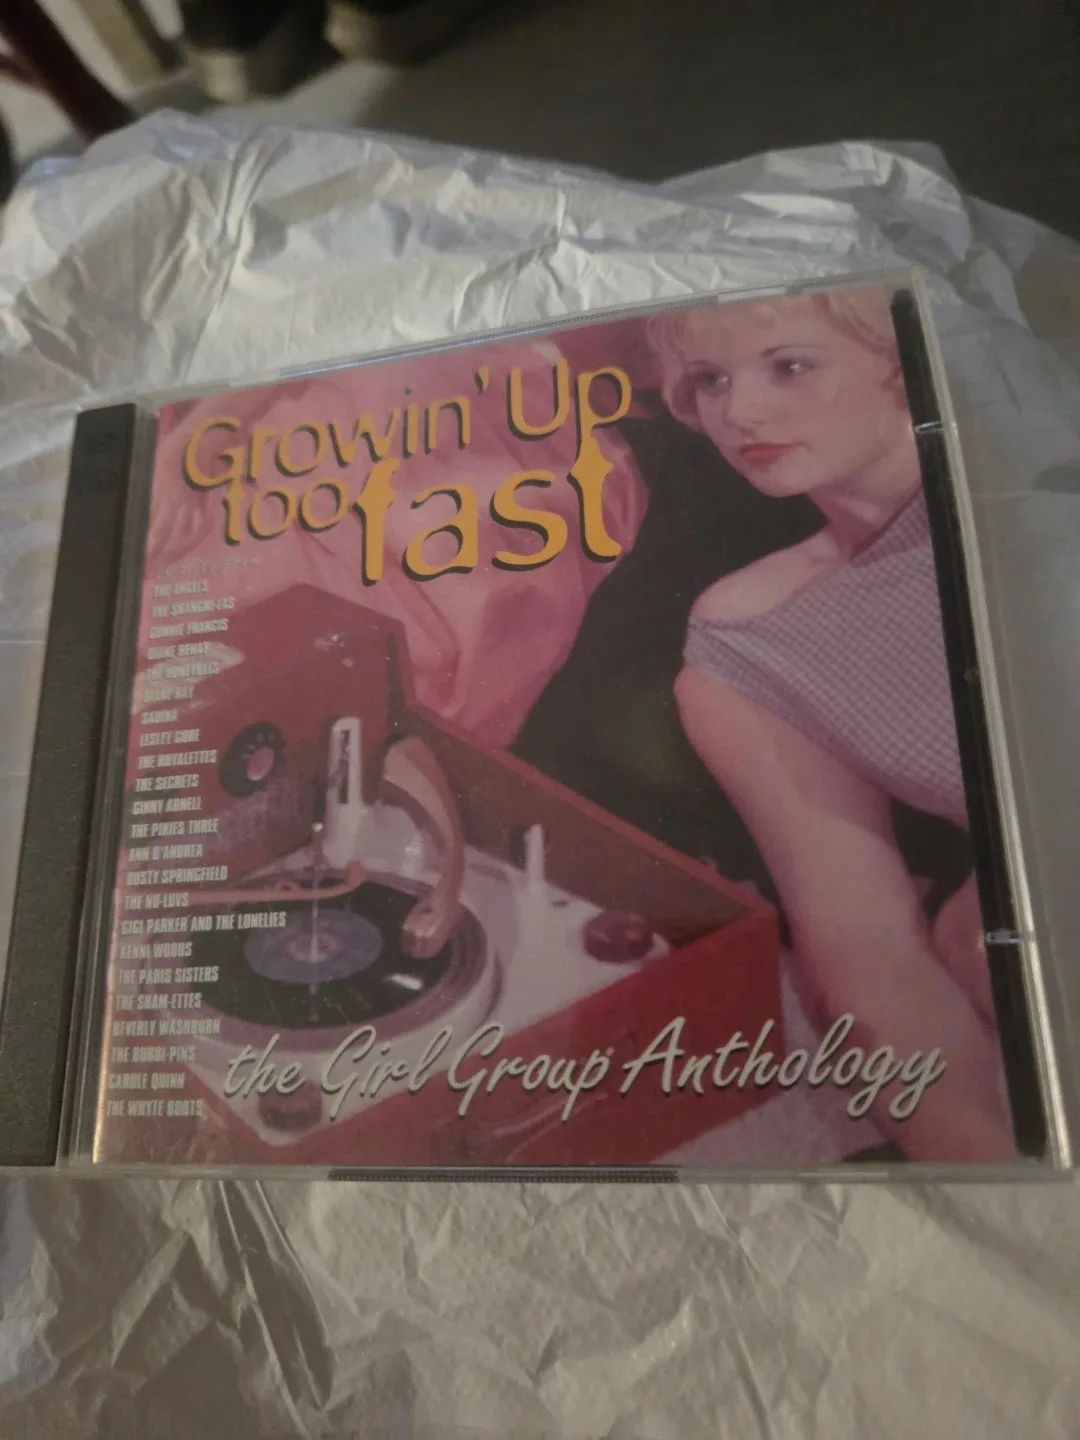 Growin' Up
too fast
THE ANGELS
THE SHANGRI-LAS
CONNIE FRANCIS
DIANE RENAY
THE HONEYBEES
DIANE RAY
SADINA
LESLEY GORE
THE ROYALETTES
THE SECRETS
GINNY ARNELL
THE PIXIES THREE
ANN D'ANDREA
DUSTY SPRINGFIELD
THE NU-LUVS
GIGI PARKER AND THE LONELIES
KENNI WOODS
THE PARIS SISTERS
THE SHAM-ETTES
BEVERLY WASHBURN
THE BOBBI-PINS
CAROLE QUINN
THE WHYTE BOOTS
the Girl Group Anthology